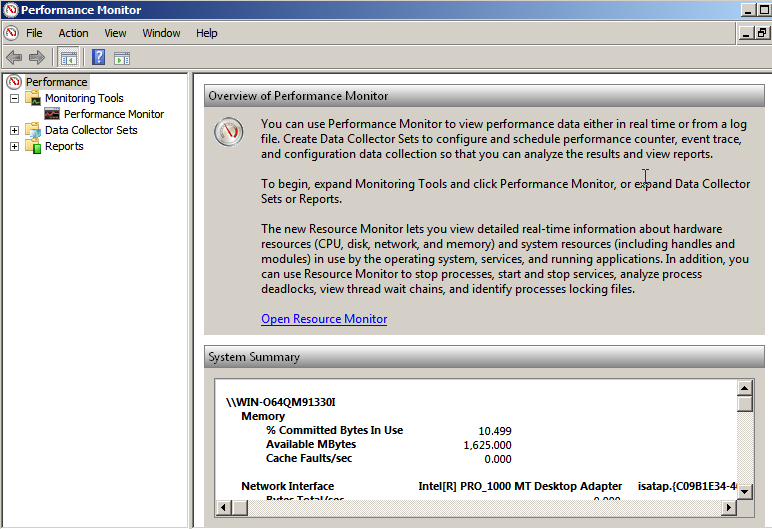 Performance Monitor
File Action View Window Help
Performance
Monitoring Tools
Performance Monitor
Data Collector Sets
Reports
Overview of Performance Monitor
You can use Performance Monitor to view performance data either in real time or from a log
file. Create Data Collector Sets to configure and schedule performance counter, event trace,
and configuration data collection so that you can analyze the results and view reports.
To begin, expand Monitoring Tools and click Performance Monitor, or expand Data Collector
Sets or Reports.
The new Resource Monitor lets you view detailed real-time information about hardware
resources (CPU, disk, network, and memory) and system resources (including handles and
modules) in use by the operating system, services, and running applications. In addition, you
can use Resource Monitor to stop processes, start and stop services, analyze process
deadlocks, view thread wait chains, and identify processes locking files.
Open Resource Monitor
System Summary
\\WIN-O64QM91330I
Memory
% Committed Bytes In Use 10.499
Available MBytes 1,625.000
Cache Faults/sec 0.000
Network Interface Intel[R] PRO_1000 MT Desktop Adapter isatap.{C09B1E34-4
Bytes Total/sec 0.000